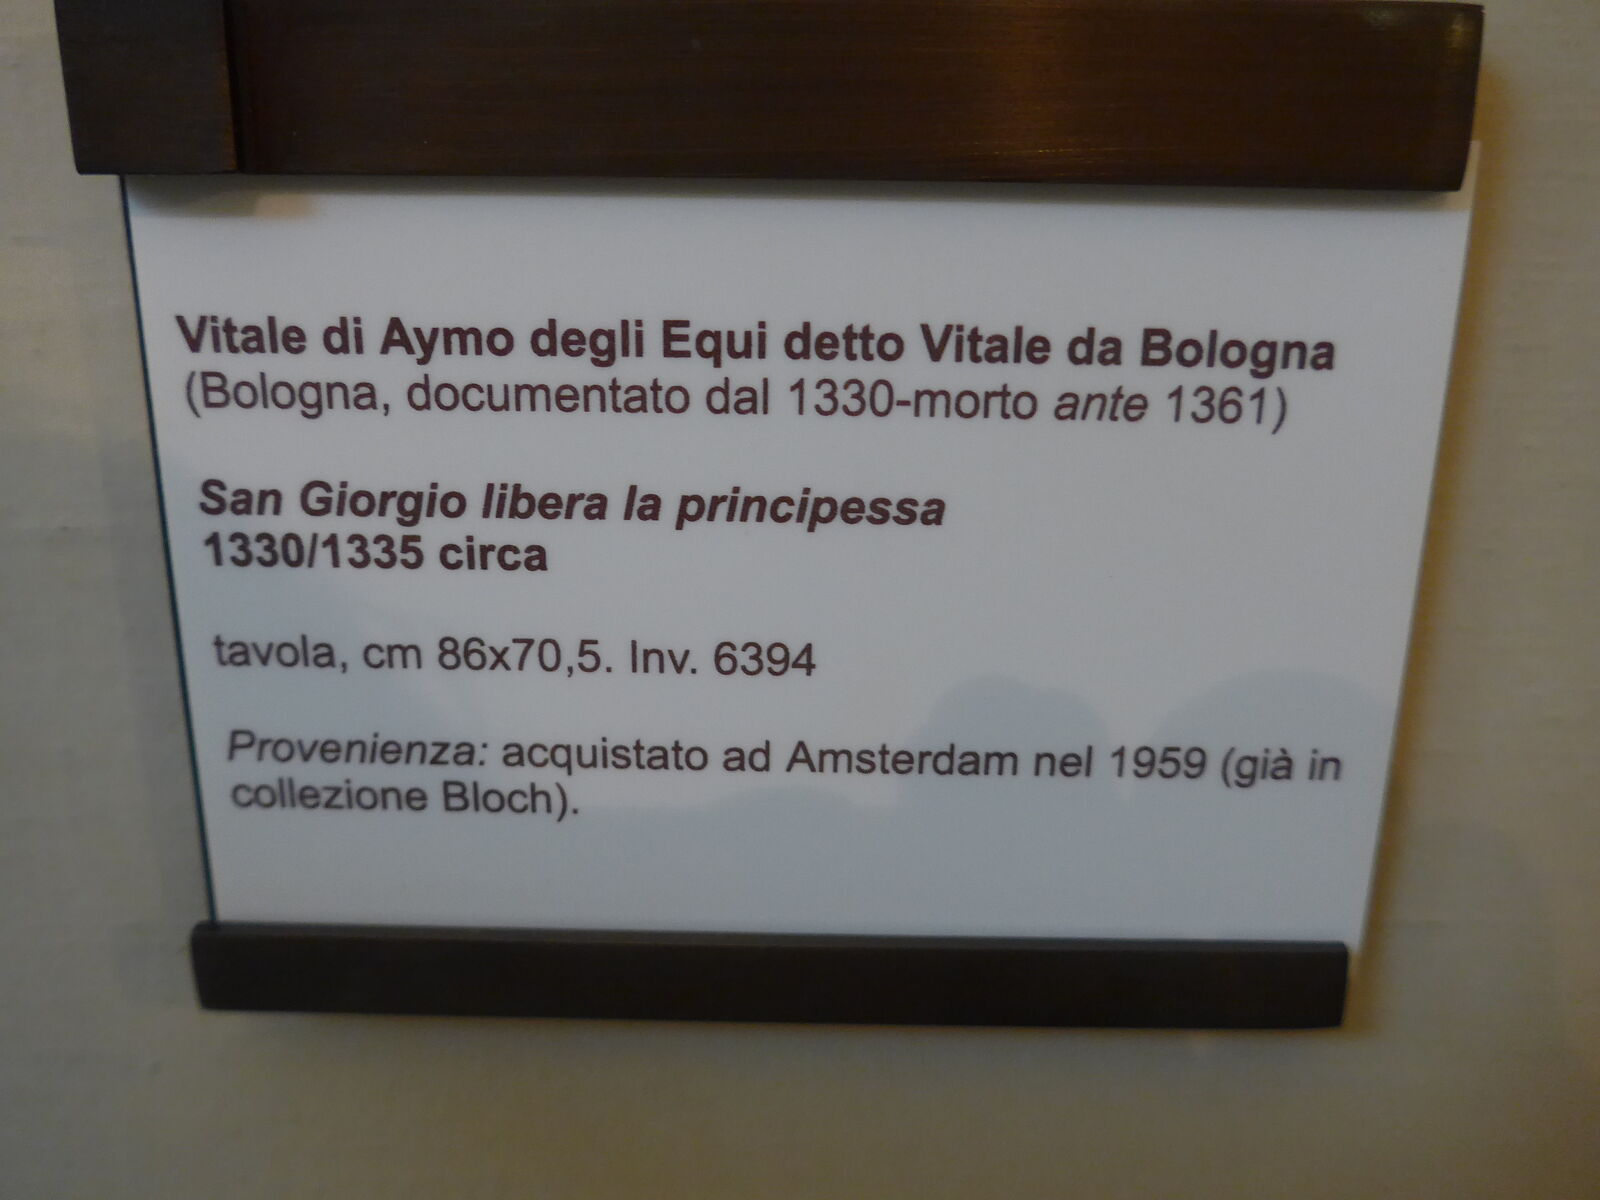 Vitale di Aymo degli Equi detto Vitale da Bologna
(Bologna, documentato dal 1330-morto ante 1361)
San Giorgio libera la principessa
1330/1335 circa
tavola, cm 86x70,5. Inv. 6394
Provenienza: acquistato ad Amsterdam nel 1959 (già in
collezione Bloch).